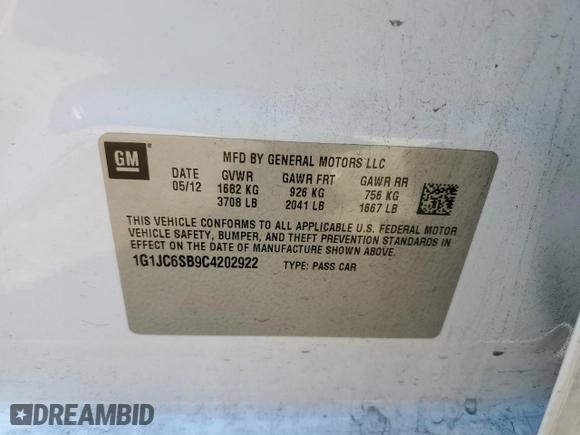 GM
MFD BY GENERAL MOTORS LLC
DATE GVWR GAWR FRT GAWR RR
05/12 1682 KG 926 KG 756 KG
3708 LB 2041 LB 1667 LB
THIS VEHICLE CONFORMS TO ALL APPLICABLE U.S. FEDERAL MOTOR
VEHICLE SAFETY, BUMPER, AND THEFT PREVENTION STANDARDS IN
EFFECT ON THE DATE OF MANUFACTURE SHOWN ABOVE.
1G1JC6SB9C4202922 TYPE: PASS CAR
DREAMBID